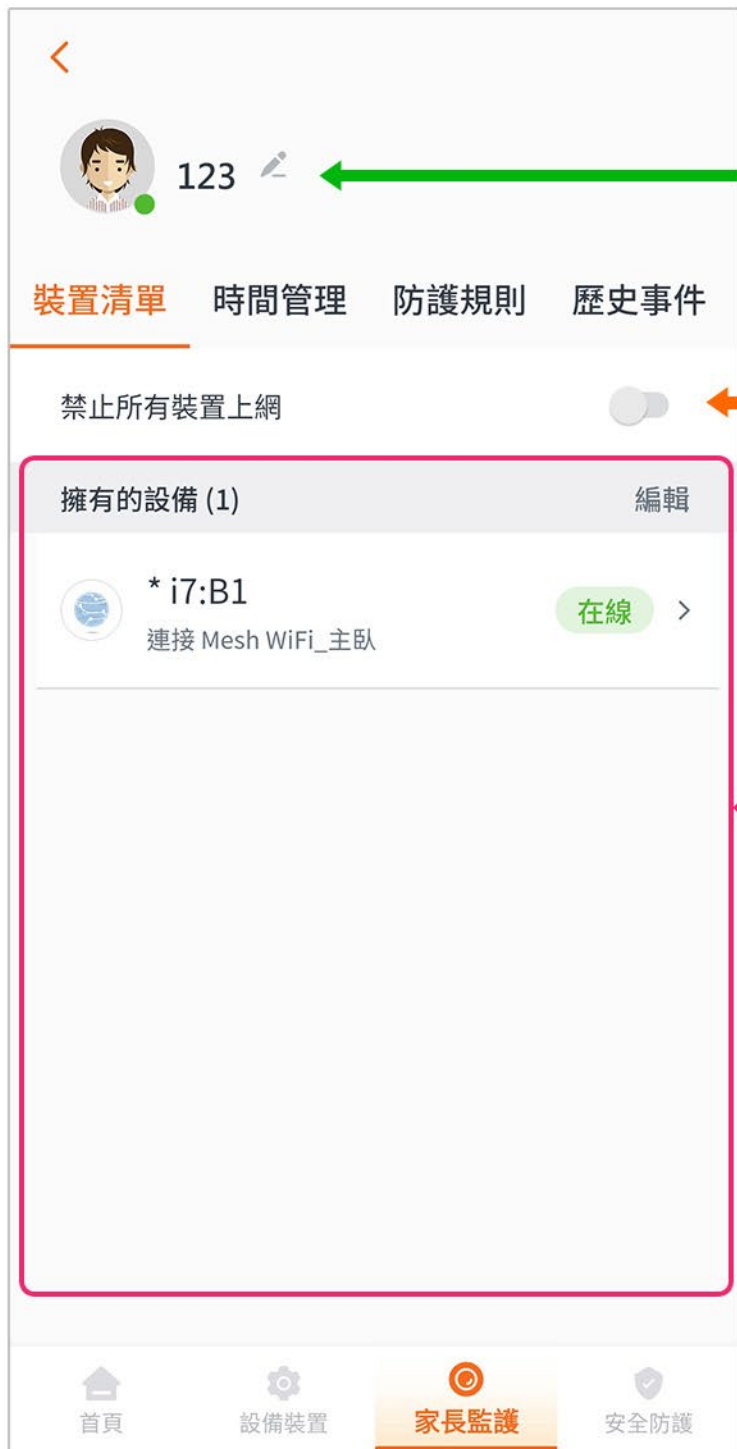 123
裝置清單 時間管理 防護規則 歷史事件
禁止所有裝置上網
擁有的設備 (1) 編輯
* i7:B1
在線
連接 Mesh WiFi_主臥
首頁 設備裝置 家長監護 安全防護